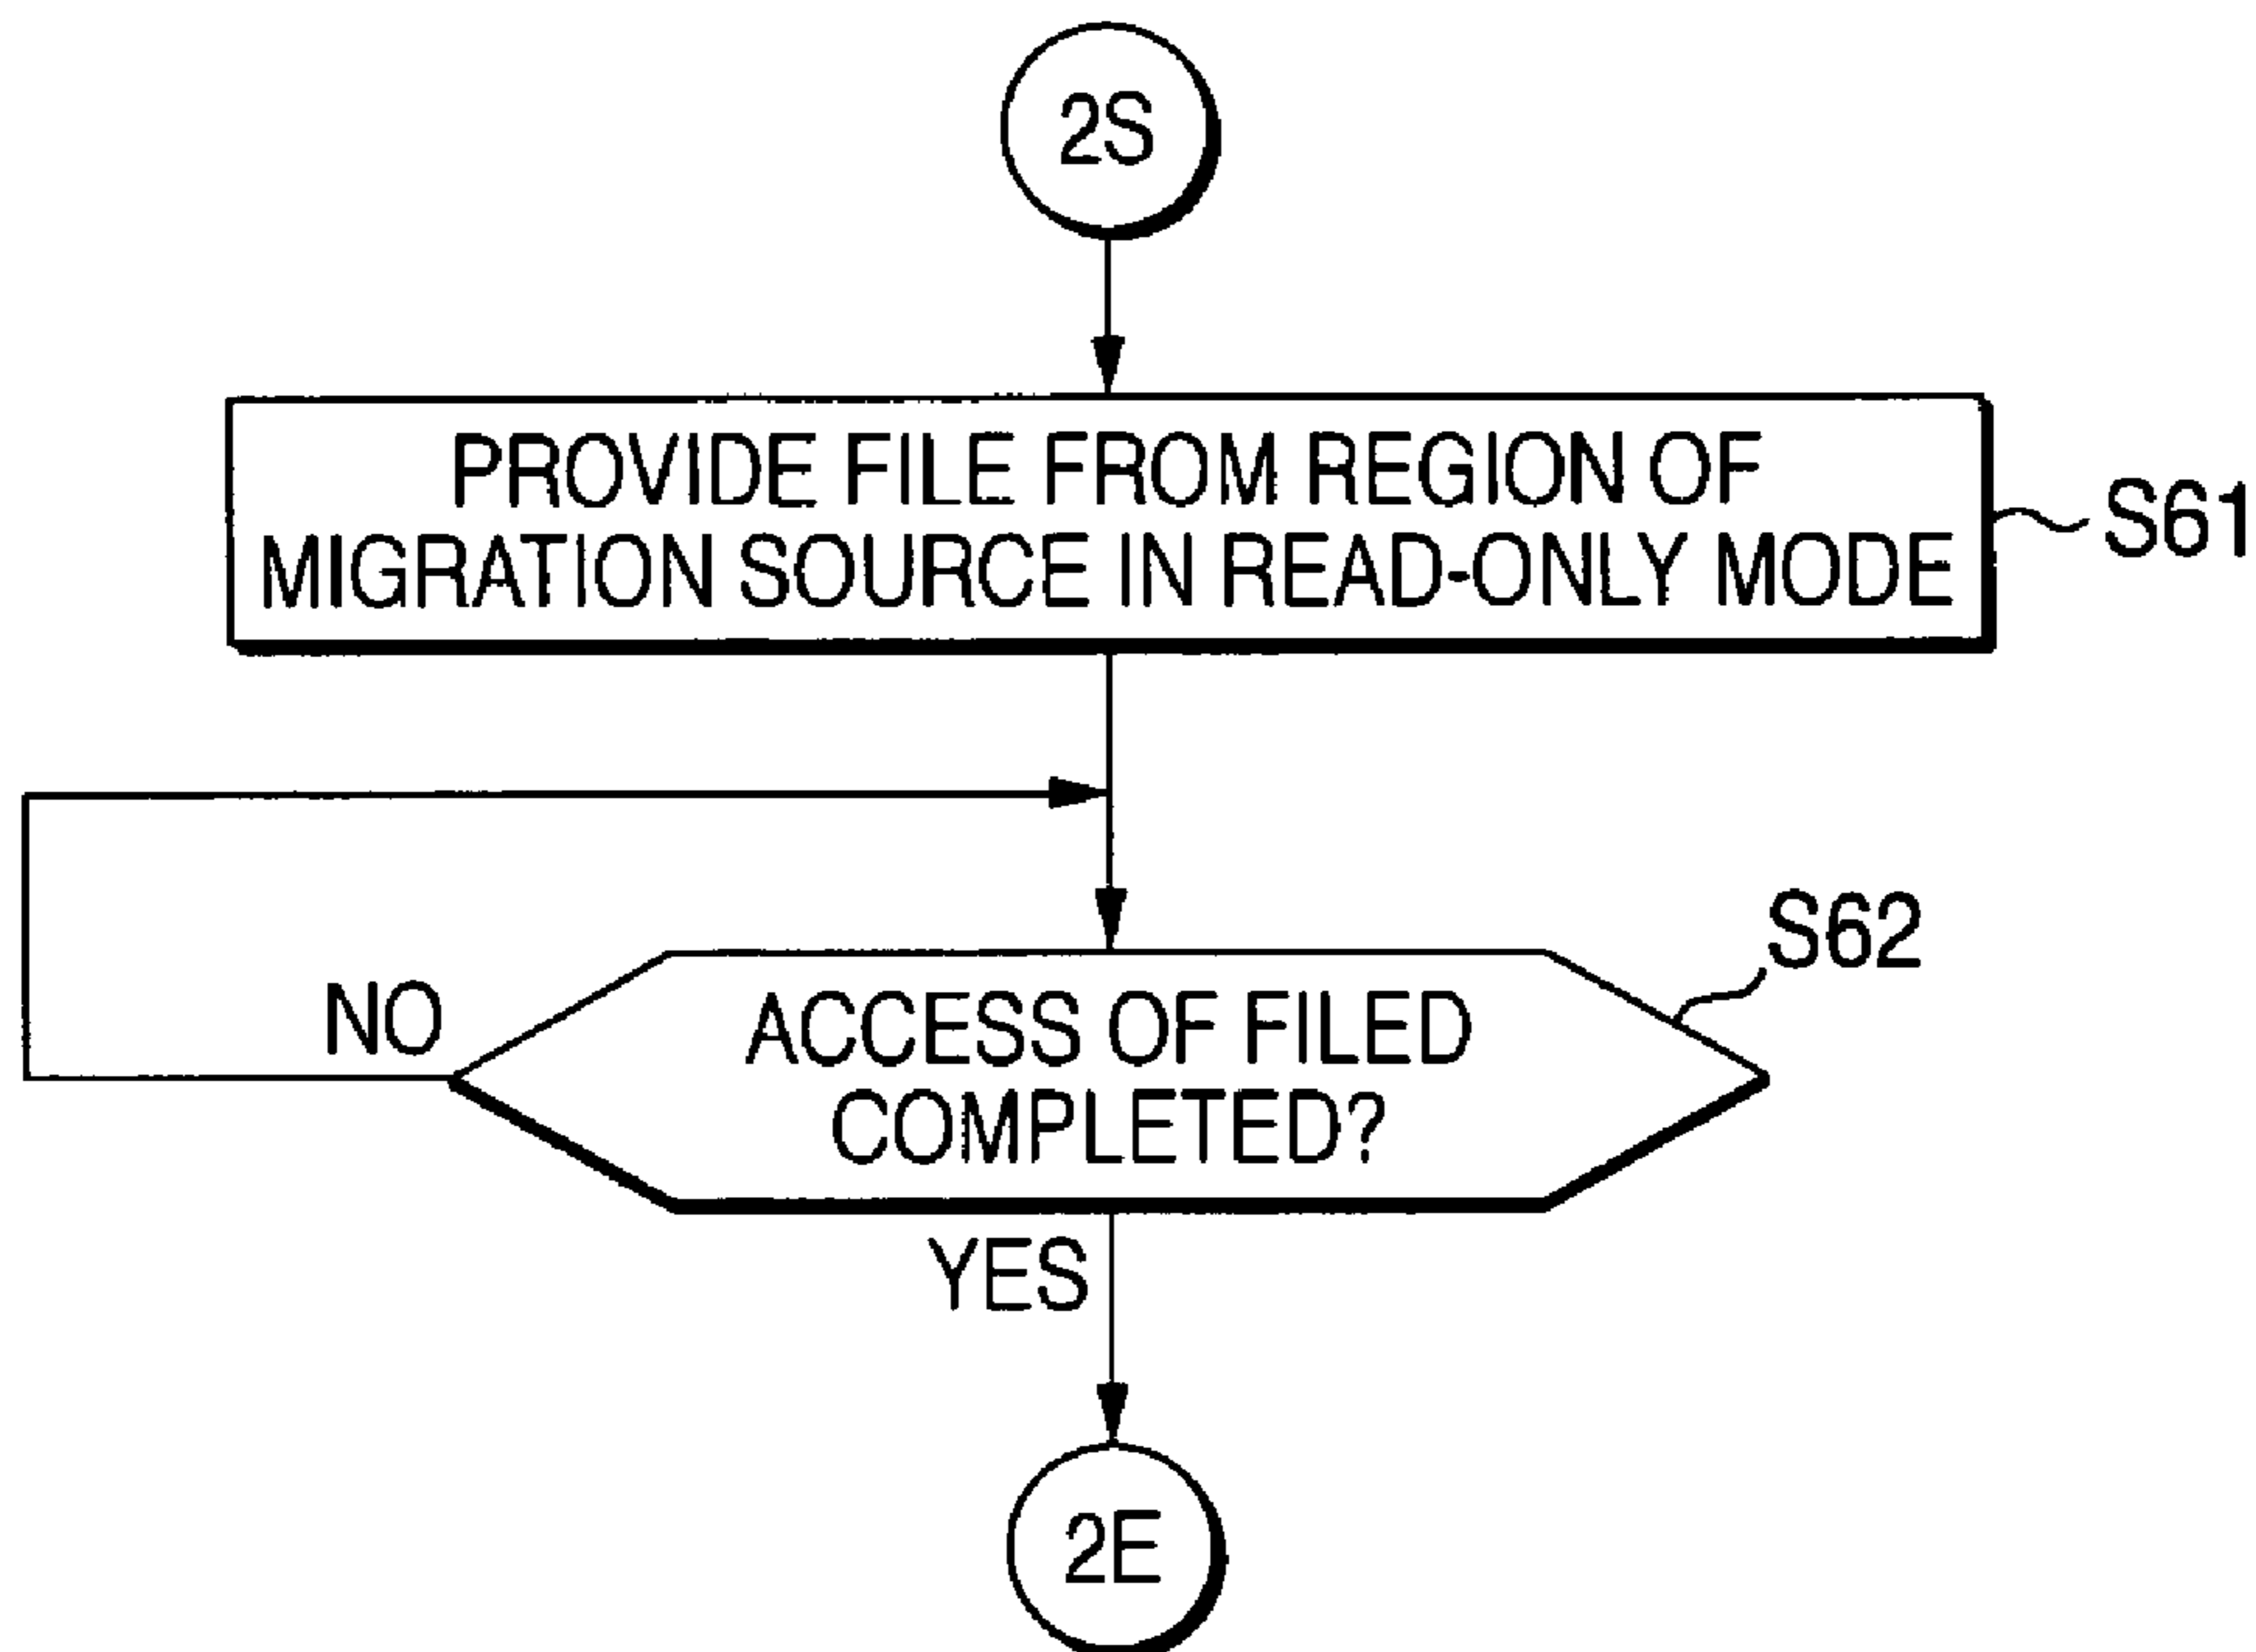 2S
PROVIDE FILE FROM REGION OF
MIGRATION SOURCE IN READ-ONLY MODE
S61
S62
NO
ACCESS OF FILED
COMPLETED?
YES
2E